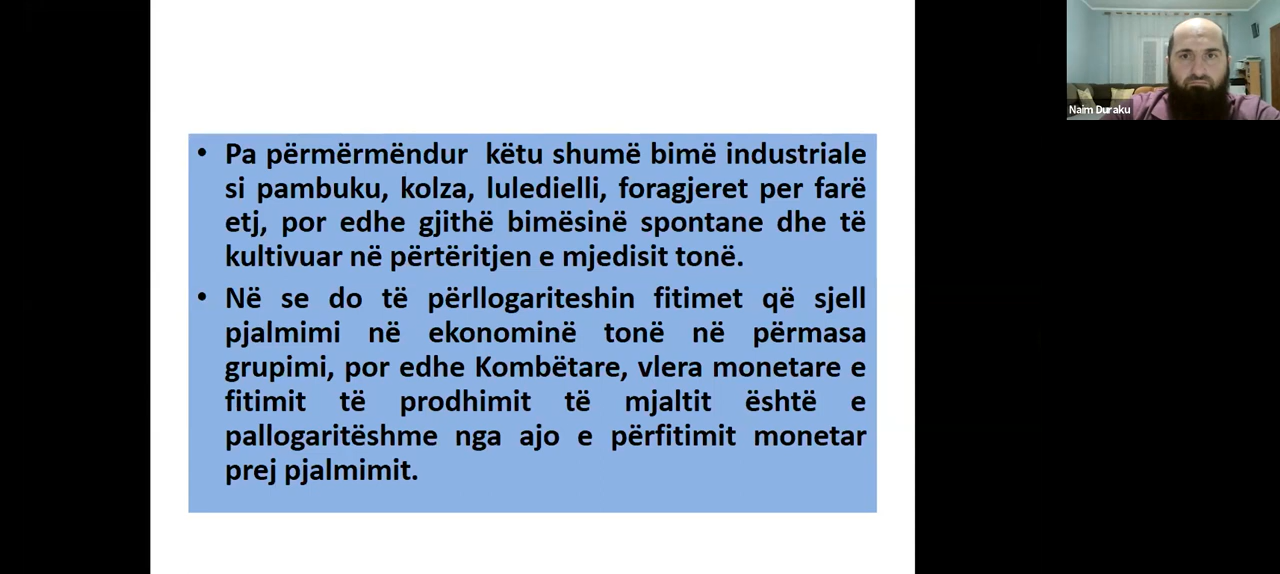 • Pa përmërmëndur këtu shumë bimë industriale
si pambuku, kolza, luledielli, foragjeret per farë
etj, por edhe gjithë bimësinë spontane dhe të
kultivuar në përtëritjen e mjedisit tonë.
• Në se do të përllogariteshin fitimet që sjell
pjalmimi në ekonominë tonë në përmasa
grupimi, por edhe Kombëtare, vlera monetare e
fitimit të prodhimit të mjaltit është e
pallogaritëshme nga ajo e përfitimit monetar
prej pjalmimit.
Naim Duraku